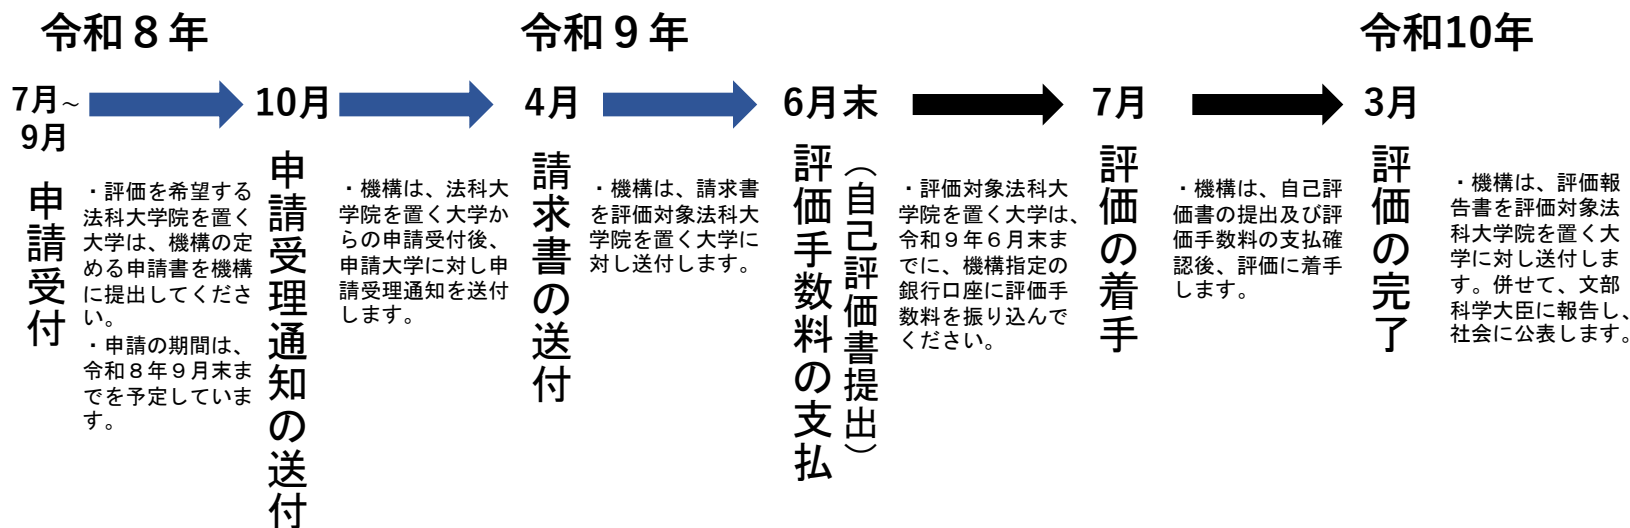 令和８年
令和９年
令和10年
7月～
9月
申請受付
・評価を希望する
法科大学院を置く
大学は、機構の定
める申請書を機構
に提出してくださ
い。
・申請の期間は、
令和８年９月末ま
でを予定していま
す。
10月
申請受理通知の送付
・機構は、法科大
学院を置く大学か
らの申請受付後、
申請大学に対し申
請受理通知を送付
します。
4月
請求書の送付
・機構は、請求書
を評価対象法科大
学院を置く大学に
対し送付します。
6月末
評価手数料の支払
（自己評価書提出）
・評価対象法科大
学院を置く大学は、
令和９年６月末ま
でに、機構指定の
銀行口座に評価手
数料を振り込んで
ください。
7月
評価の着手
・機構は、自己評
価書の提出及び評
価手数料の支払確
認後、評価に着手
します。
3月
評価の完了
・機構は、評価報
告書を評価対象法
科大学院を置く大
学に対し送付しま
す。併せて、文部
科学大臣に報告し、
社会に公表します。